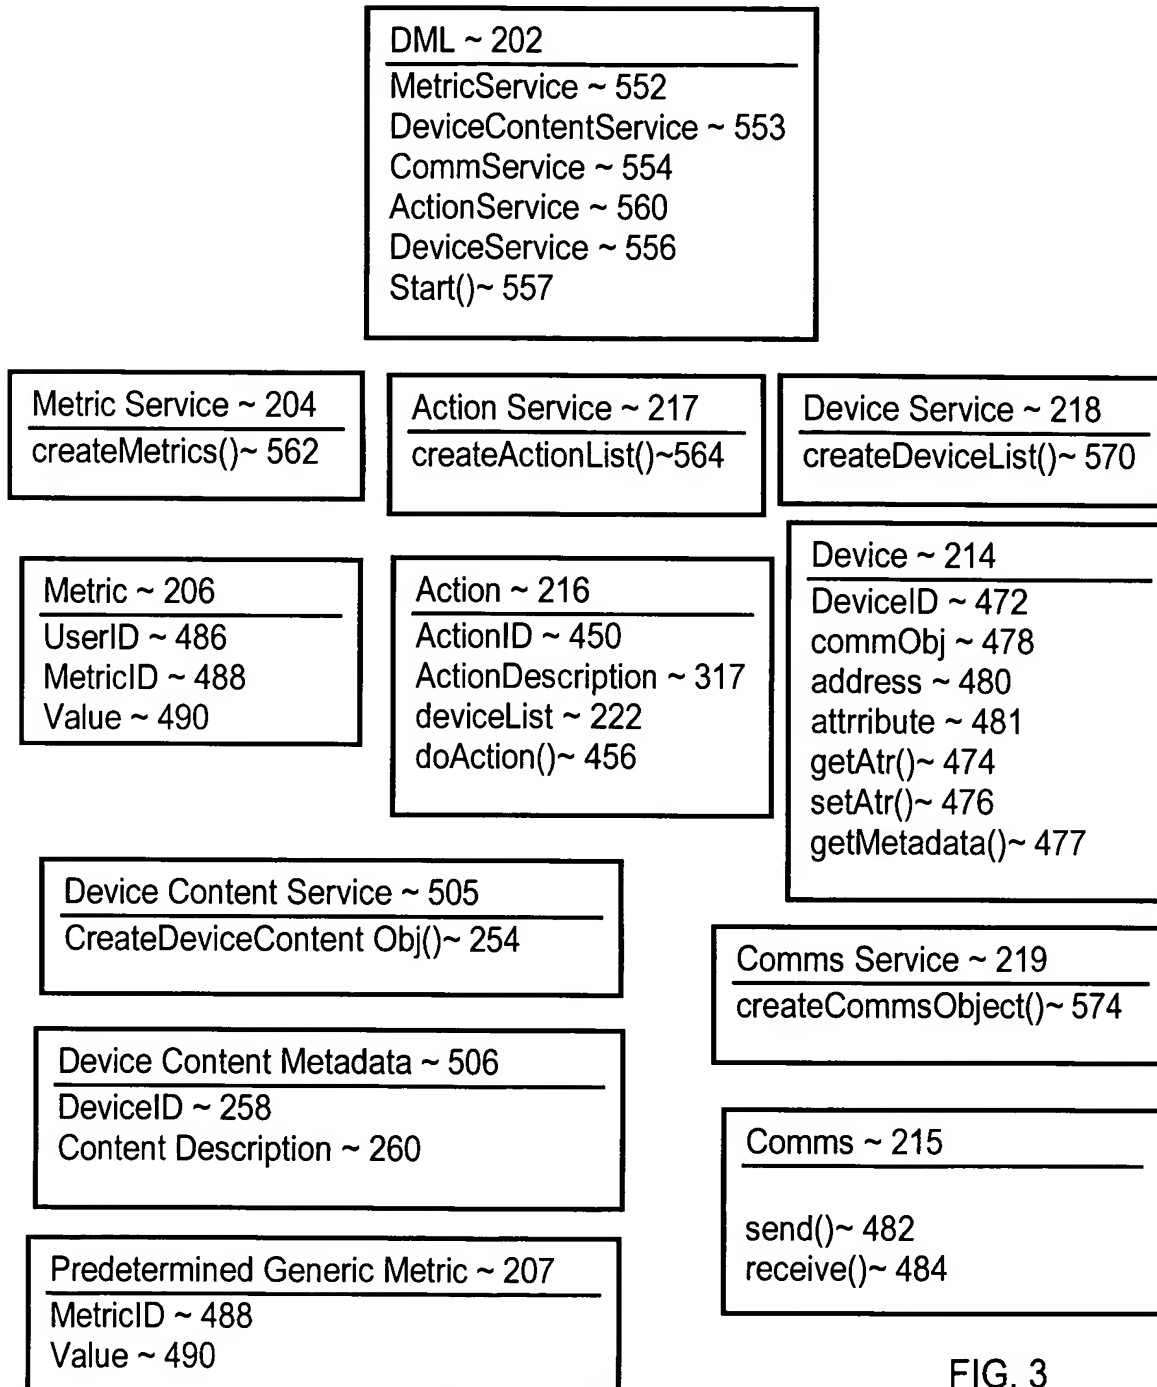 DML ~ 202
MetricService ~ 552
DeviceContentService ~ 553
CommService ~ 554
ActionService ~ 560
DeviceService ~ 556
Start()~ 557
Metric Service ~ 204
createMetrics()~ 562
Action Service ~ 217
createActionList()~564
Device Service ~ 218
createDeviceList()~ 570
Metric ~ 206
UserID ~ 486
MetricID ~ 488
Value ~ 490
Action ~ 216
ActionID ~ 450
ActionDescription ~ 317
deviceList ~ 222
doAction()~ 456
Device ~ 214
DeviceID ~ 472
commObj ~ 478
address ~ 480
attrribute ~ 481
getAtr()~ 474
setAtr()~ 476
getMetadata()~ 477
Device Content Service ~ 505
CreateDeviceContent Obj()~ 254
Comms Service ~ 219
createCommsObject()~ 574
Device Content Metadata ~ 506
DeviceID ~ 258
Content Description ~ 260
Comms ~ 215
send()~ 482
receive()~ 484
Predetermined Generic Metric ~ 207
MetricID ~ 488
Value ~ 490
FIG. 3